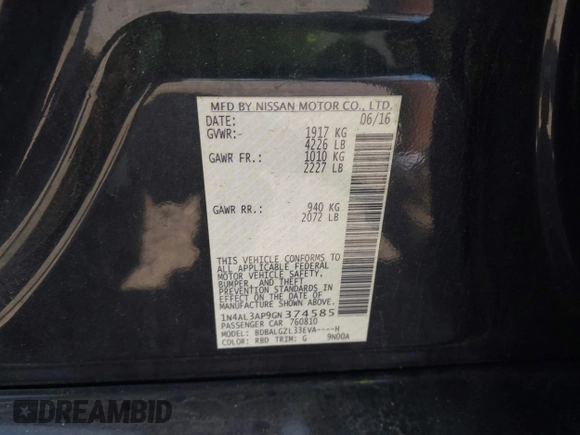 MFD BY NISSAN MOTOR CO., LTD.
DATE: 06/16
GVWR:- 1917 KG
4226 LB
GAWR FR.: 1010 KG
2227 LB
GAWR RR.: 940 KG
2072 LB
THIS VEHICLE CONFORMS TO
ALL APPLICABLE FEDERAL
MOTOR VEHICLE SAFETY,
BUMPER, AND THEFT
PREVENTION STANDARDS
IN EFFECT ON THE DATE OF
MANUFACTURE SHOWN ABOVE.
1N4AL3AP9GN374585
PASSENGER CAR 760810
MODEL: BDBALG2L33EVA----H
COLOR: RBD TRIM: G 9N00A
DREAMBID